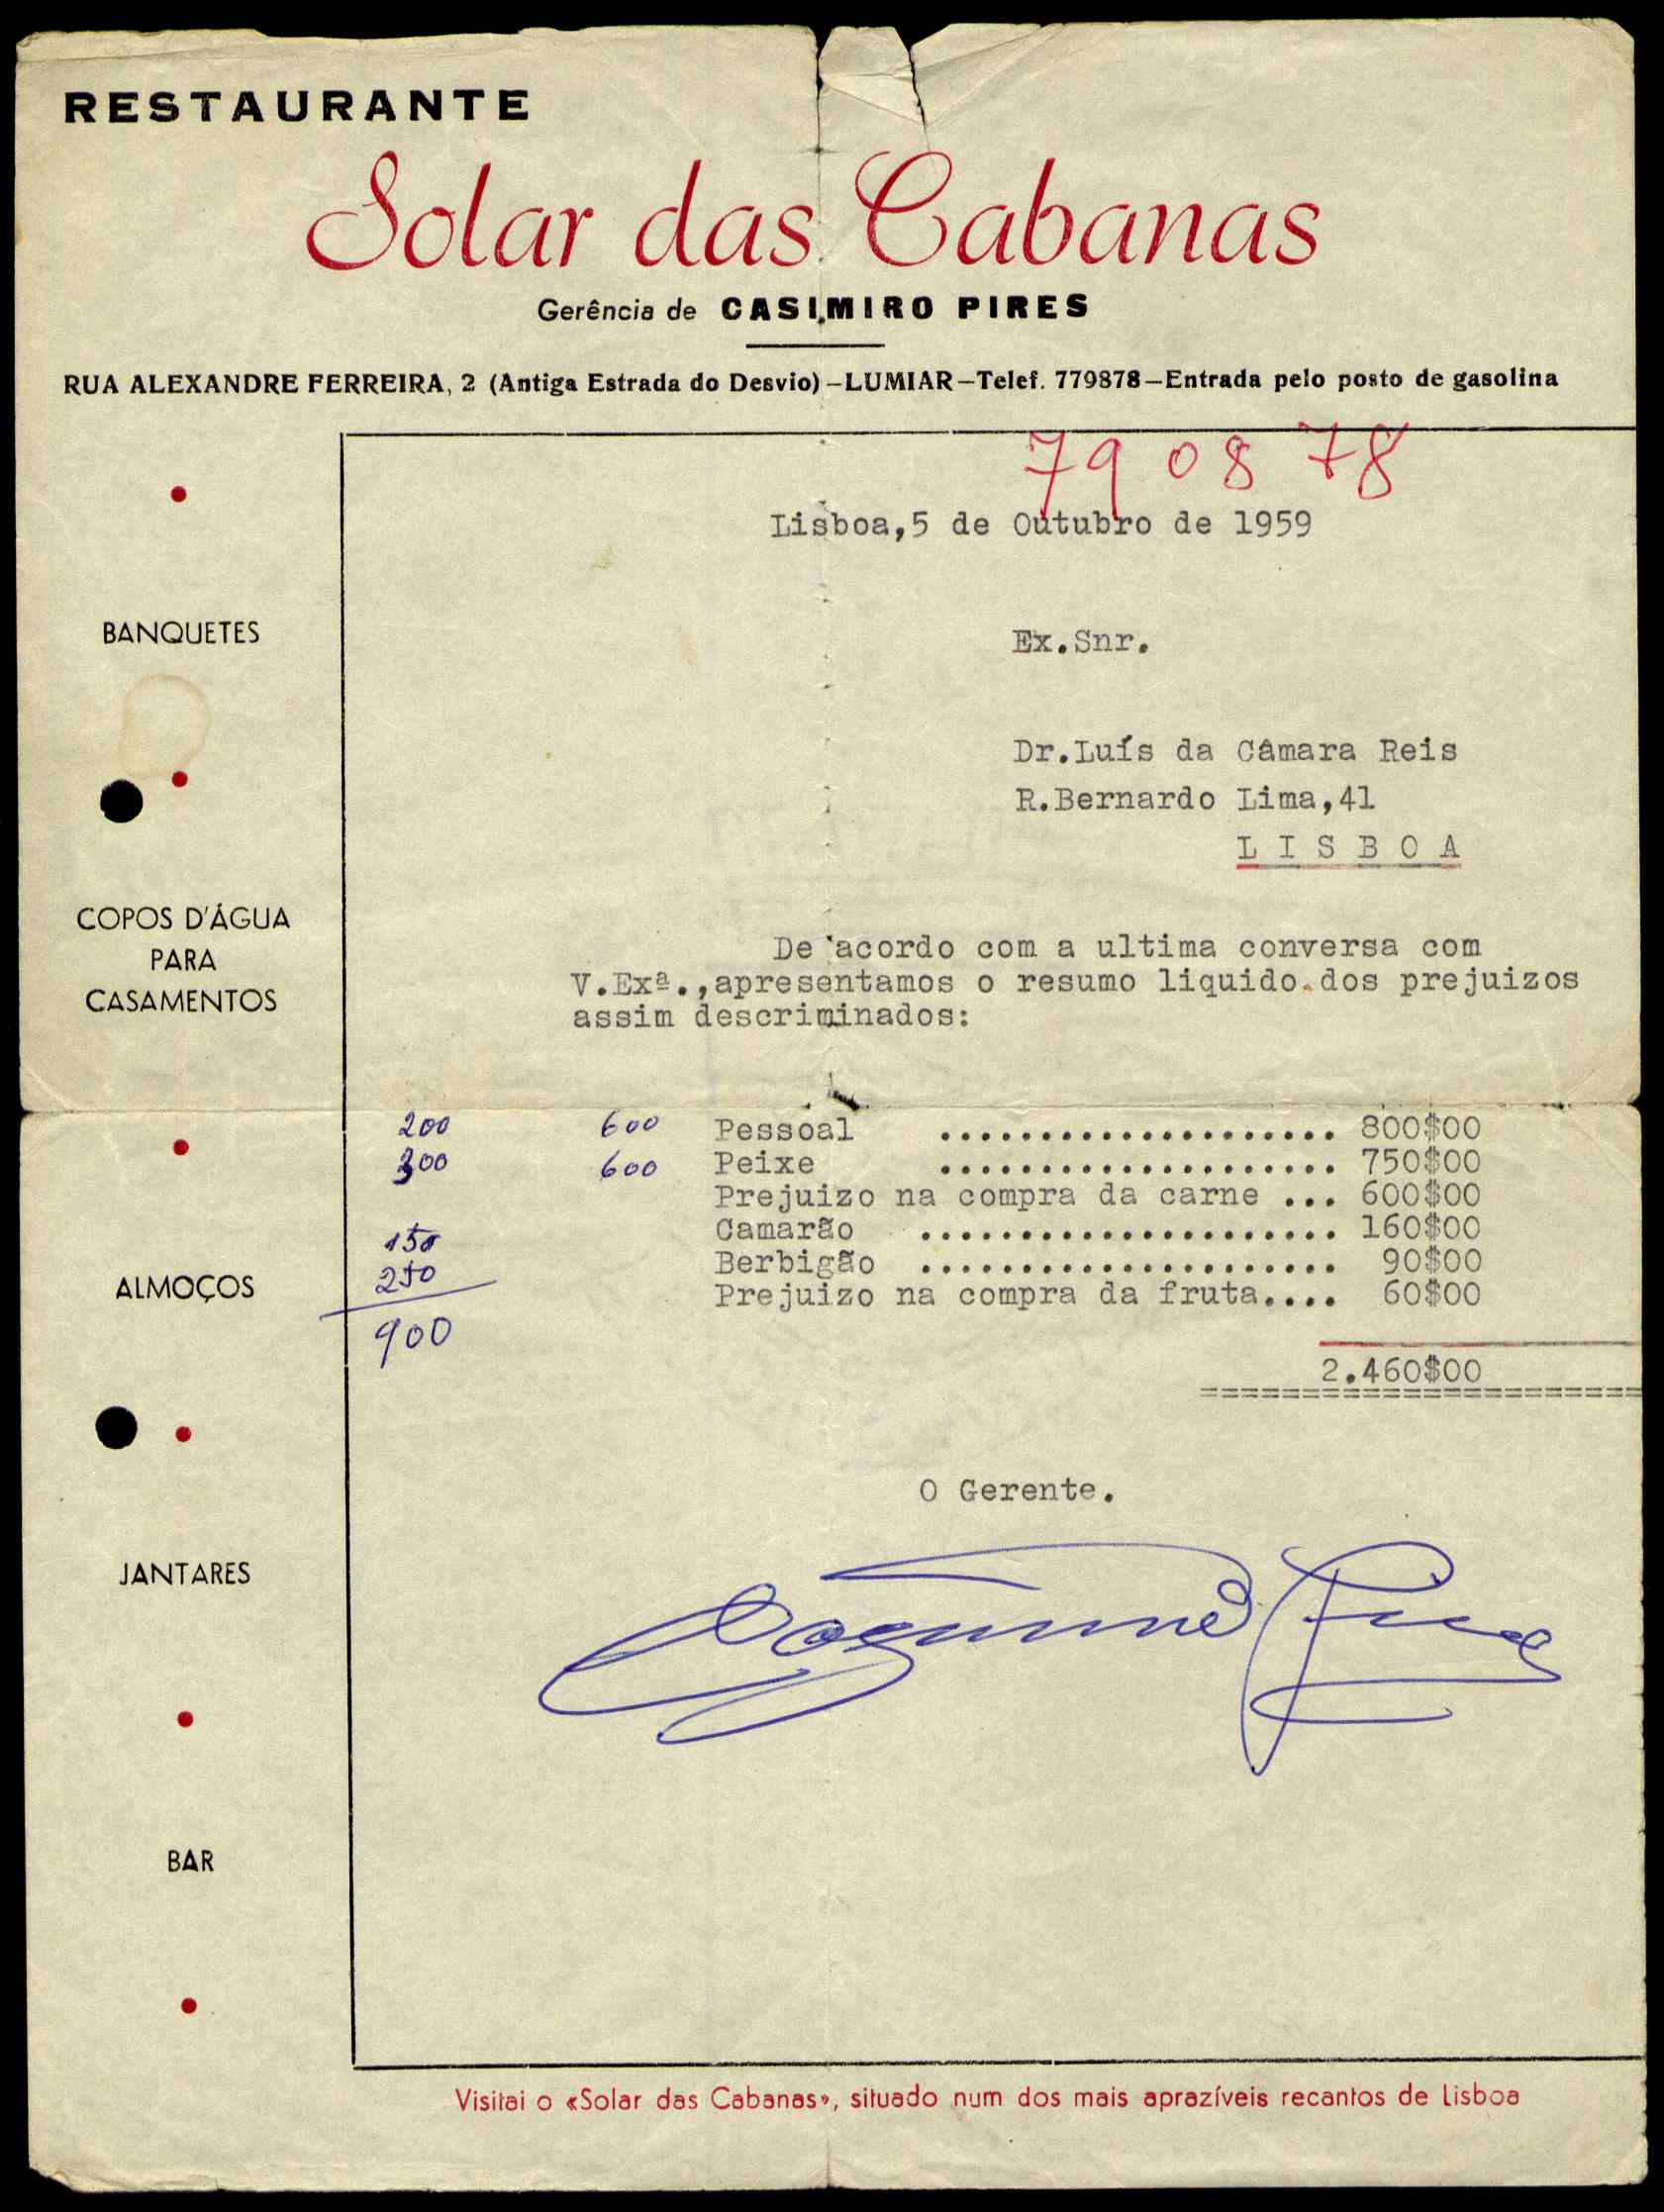 RESTAURANTE
Solar das Cabanas
Gerência de CASIMIRO PIRES
RUA ALEXANDRE FERREIRA, 2 (Antiga Estrada do Desvio)—LUMIAR—Telef. 779878—Entrada pelo posto de gasolina
79 08 78
Lisboa,5 de Outubro de 1959
Ex.Snr.
Dr.Luís da Câmara Reis
R.Bernardo Lima,41
L I S B O A
De acordo com a ultima conversa com
V.Exª.,apresentamos o resumo liquido dos prejuizos
assim descriminados:
200 600 Pessoal .................... 800$00
300 600 Peixe .................... 750$00
Prejuizo na compra da carne ... 600$00
150 Camarão ..................... 160$00
250 Berbigão ..................... 90$00
Prejuizo na compra da fruta.... 60$00
900
2.460$00
======================
O Gerente.
Casimiro Pires
BANQUETES
COPOS D'ÁGUA
PARA
CASAMENTOS
ALMOÇOS
JANTARES
BAR
Visitai o «Solar das Cabanas», situado num dos mais aprazíveis recantos de Lisboa